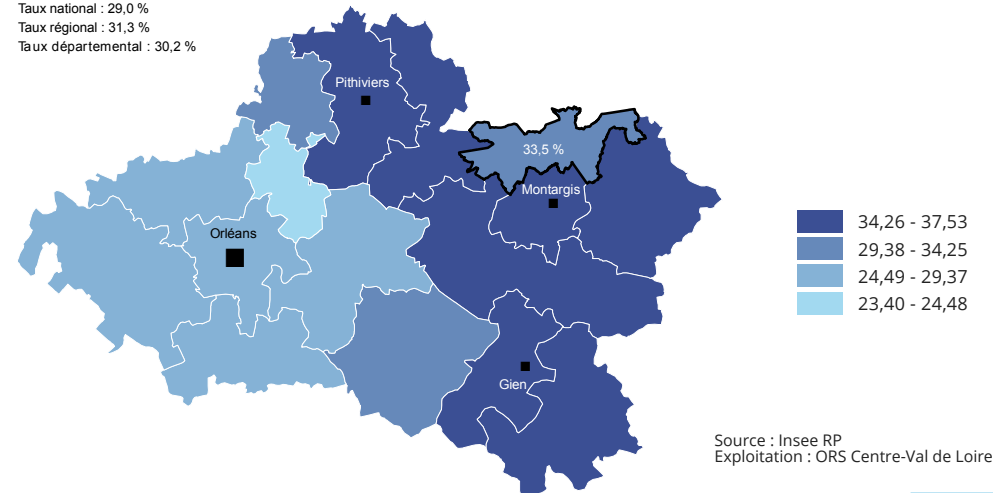 Taux national : 29,0 %
Taux régional : 31,3 %
Taux départemental : 30,2 %
Pithiviers
33,5 %
Montargis
Orléans
Gien
34,26 - 37,53
29,38 - 34,25
24,49 - 29,37
23,40 - 24,48
Source : Insee RP
Exploitation : ORS Centre-Val de Loire